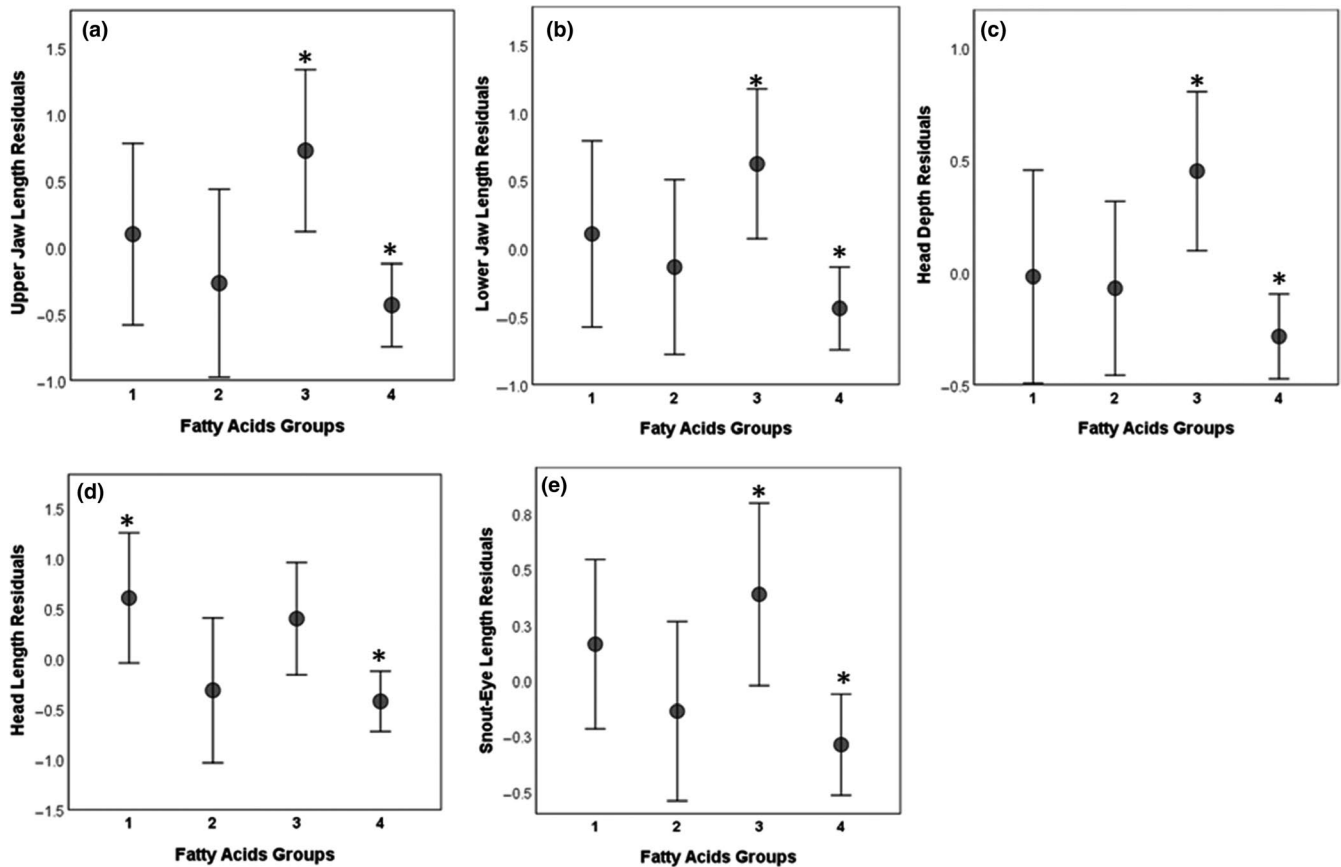 (a)
*
*
1.5
1.0
0.5
0.0
−0.5
−1.0
Upper Jaw Length Residuals
1 2 3 4
Fatty Acids Groups
(b)
*
*
1.5
1.0
0.5
0.0
−0.5
−1.0
Lower Jaw Length Residuals
1 2 3 4
Faty Acids Groups
(c)
*
*
1.0
0.5
0.0
−0.5
Head Depth Residuals
1 2 3 4
Fatty Acids Groups
(d)
*
*
1.5
1.0
0.5
0.0
−0.5
−1.0
−1.5
Head Length Residuals
1 2 3 4
Fatty Acids Groups
(e)
*
*
0.8
0.5
0.3
0.0
−0.3
−0.5
Snout-Eye Length Residuals
1 2 3 4
Fatty Acids Groups